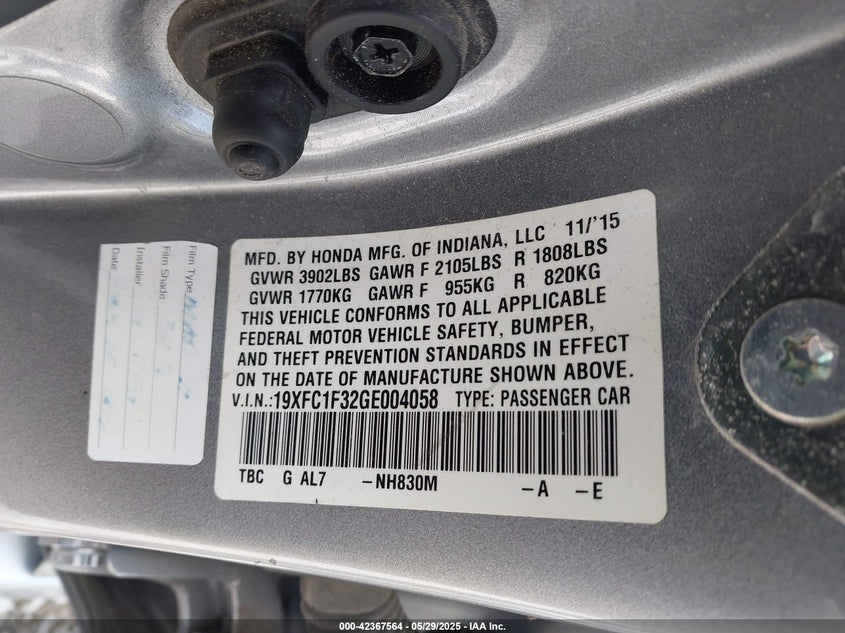 MFD. BY HONDA MFG. OF INDIANA, LLC 11/'15
GVWR 3902LBS GAWR F 2105LBS R 1808LBS
GVWR 1770KG GAWR F 955KG R 820KG
THIS VEHICLE CONFORMS TO ALL APPLICABLE
FEDERAL MOTOR VEHICLE SAFETY, BUMPER,
AND THEFT PREVENTION STANDARDS IN EFFECT
ON THE DATE OF MANUFACTURE SHOWN ABOVE.
V.I.N.:19XFC1F32GE004058 TYPE: PASSENGER CAR
TBC G AL7 -NH830M -A -E
Film Type
Film Shade
Installer
Date
000-42367564 | 05/29/2025 - IAA Inc.